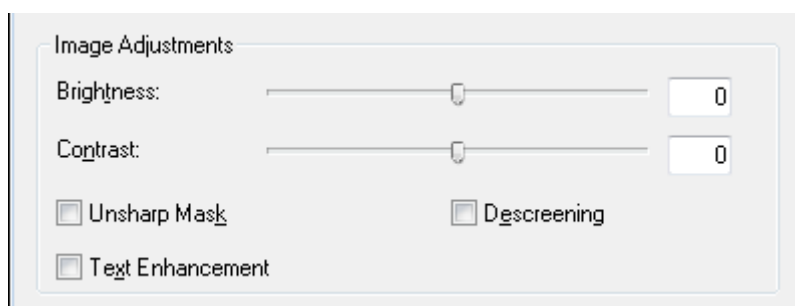 Image Adjustments
Brightness: 0
Contrast: 0
Unsharp Mask Descreening
Text Enhancement